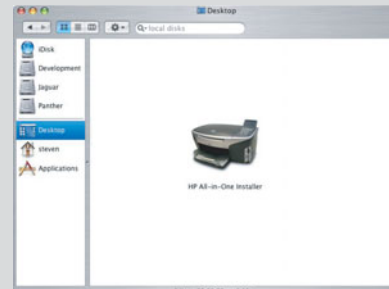 Desktop
local disks
iDisk
Development
Jaguar
Panther
Desktop
steven
Applications
HP All-in-One Installer